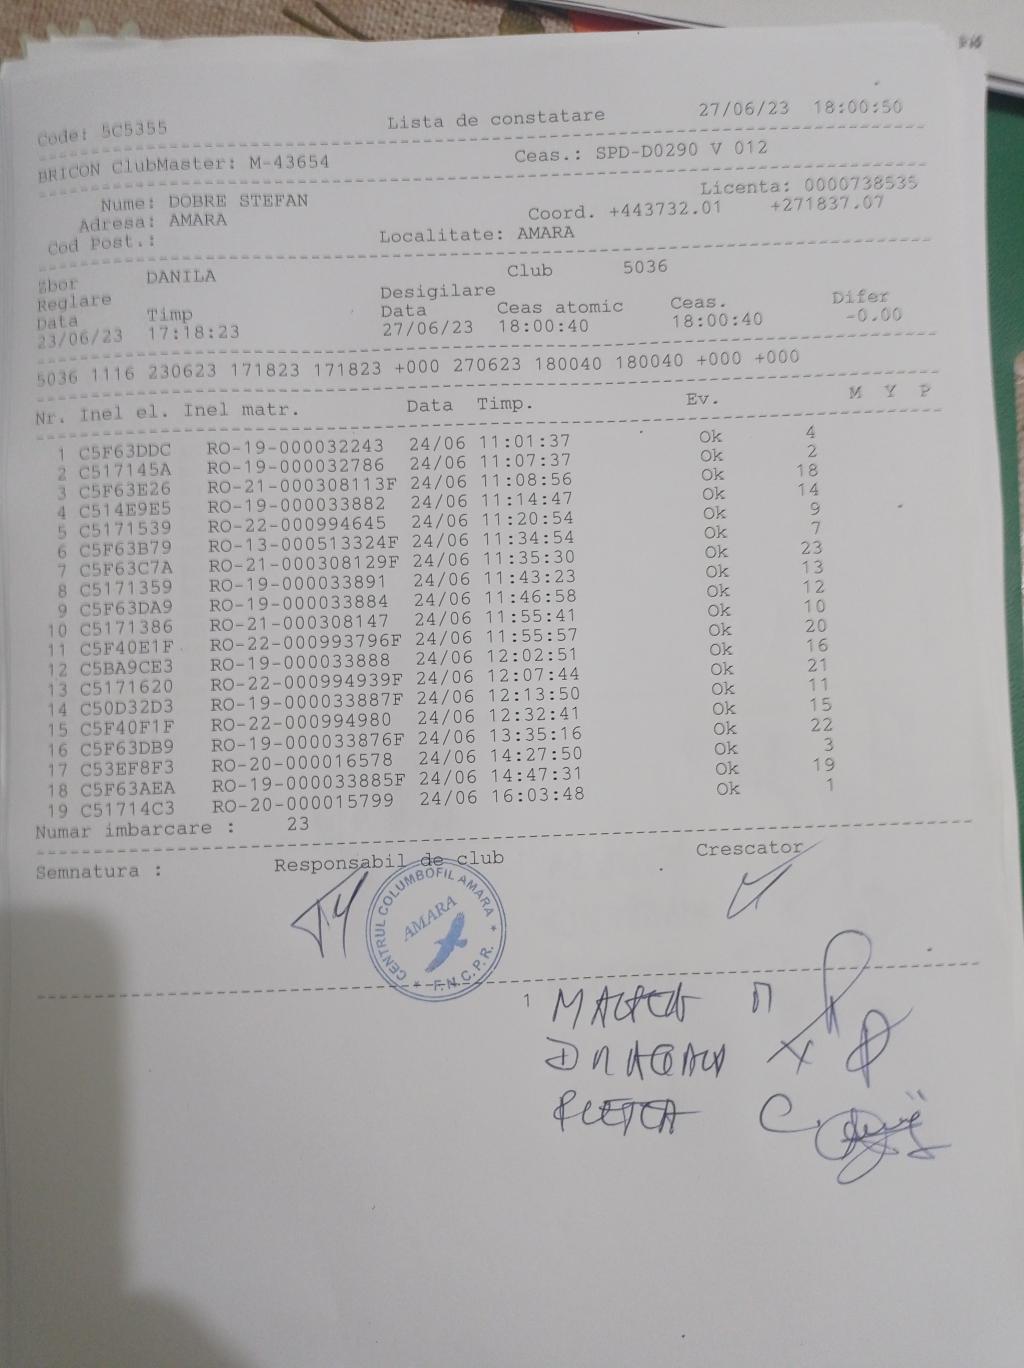 Code: 5C5355 Lista de constatare 27/06/23 18:00:50
BRICON ClubMaster: M-43654 Ceas.: SPD-D0290 V 012
Nume: DOBRE STEFAN Licenta: 0000738535
Adresa: AMARA Coord. +443732.01 +271837.07
Cod Post.: Localitate: AMARA
Zbor DANILA Club 5036
Reglare Desigilare
Data Timp Data Ceas atomic Ceas. Difer
23/06/23 17:18:23 27/06/23 18:00:40 18:00:40 -0.00
5036 1116 230623 171823 171823 +000 270623 180040 180040 +000 +000
Nr. Inel el. Inel matr. Data Timp. Ev. M Y P
1 C5F63DDC RO-19-000032243 24/06 11:01:37 Ok 4
2 C517145A RO-19-000032786 24/06 11:07:37 Ok 2
3 C5F63E26 RO-21-000308113F 24/06 11:08:56 Ok 18
4 C514E9E5 RO-19-000033882 24/06 11:14:47 Ok 14
5 C5171539 RO-22-000994645 24/06 11:20:54 Ok 9
6 C5F63B79 RO-13-000513324F 24/06 11:34:54 Ok 7
7 C5F63C7A RO-21-000308129F 24/06 11:35:30 Ok 23
8 C5171359 RO-19-000033891 24/06 11:43:23 Ok 13
9 C5F63DA9 RO-19-000033884 24/06 11:46:58 Ok 12
10 C5171386 RO-21-000308147 24/06 11:55:41 Ok 10
11 C5F40E1F RO-22-000993796F 24/06 11:55:57 Ok 20
12 C5BA9CE3 RO-19-000033888 24/06 12:02:51 Ok 16
13 C5171620 RO-22-000994939F 24/06 12:07:44 Ok 21
14 C50D32D3 RO-19-000033887F 24/06 12:13:50 Ok 11
15 C5F40F1F RO-22-000994980 24/06 12:32:41 Ok 15
16 C5F63DB9 RO-19-000033876F 24/06 13:35:16 Ok 22
17 C53EF8F3 RO-20-000016578 24/06 14:27:50 Ok 3
18 C5F63AEA RO-19-000033885F 24/06 14:47:31 Ok 19
19 C51714C3 RO-20-000015799 24/06 16:03:48 Ok 1
Numar imbarcare : 23
Semnatura : Responsabil de club Crescator
CENTRUL COLUMBOFIL AMARA
AMARA
* F.N.C.P.R. *
1